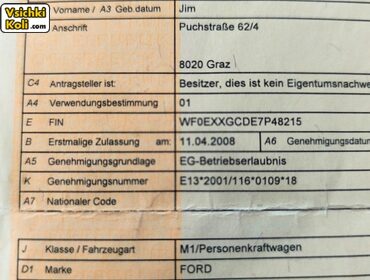 Vsichki
Koli.com
Vorname / A3 Geb datum Jim
Anschrift Puchstraße 62/4
8020 Graz
C4 Antragsteller ist: Besitzer, dies ist kein Eigentumsnachwe
A4 Verwendungsbestimmung 01
E FIN WF0EXXGCDE7P48215
B Erstmalige Zulassung am: 11.04.2008 A6 Genehmigungsdatum
A5 Genehmigungsgrundlage EG-Betriebserlaubnis
K Genehmigungsnummer E13*2001/116*0109*18
A7 Nationaler Code
J Klasse / Fahrzeugart M1/Personenkraftwagen
D1 Marke FORD